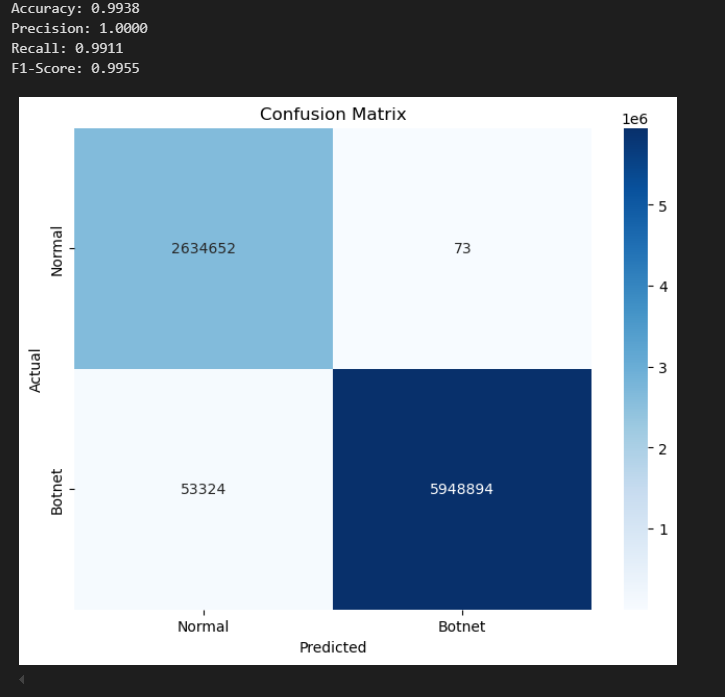 Accuracy: 0.9938
Precision: 1.0000
Recall: 0.9911
F1-Score: 0.9955
Confusion Matrix
1e6
Normal
2634652
73
5
4
Actual
3
2
Botnet
53324
5948894
1
Normal
Botnet
Predicted